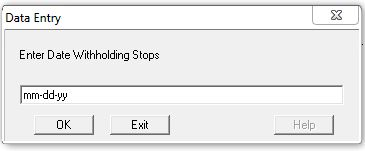 Data Entry
Enter Date Withholding Stops
mm-dd-yy
OK Exit Help